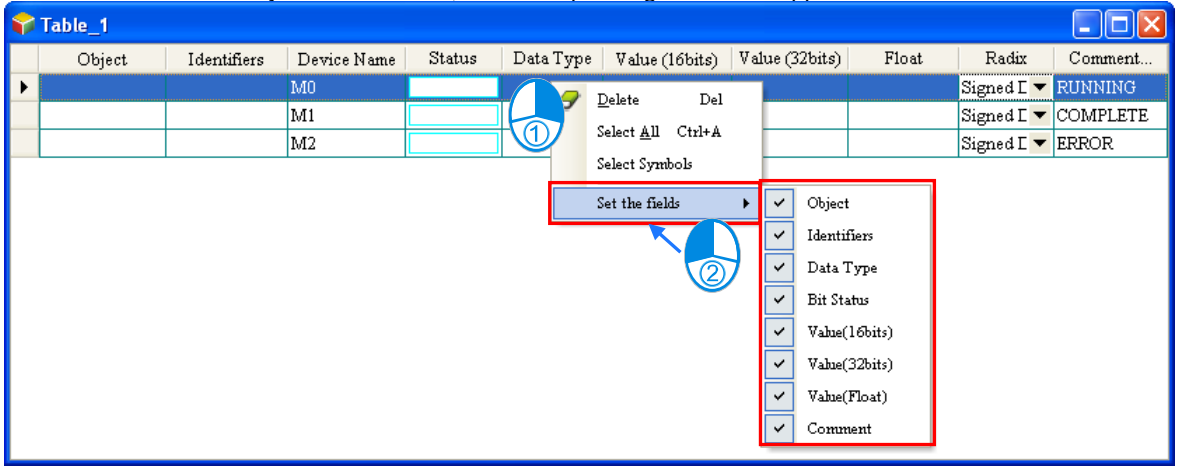 Table_1
Object Identifiers Device Name Status Data Type Value (16bits) Value (32bits) Float Radix Comment...
M0 Signed D RUNNING
M1 Signed D COMPLETE
M2 Signed D ERROR
Delete Del
Select All Ctrl+A
Select Symbols
Set the fields
Object
Identifiers
Data Type
Bit Status
Value(16bits)
Value(32bits)
Value(Float)
Comment
1
2